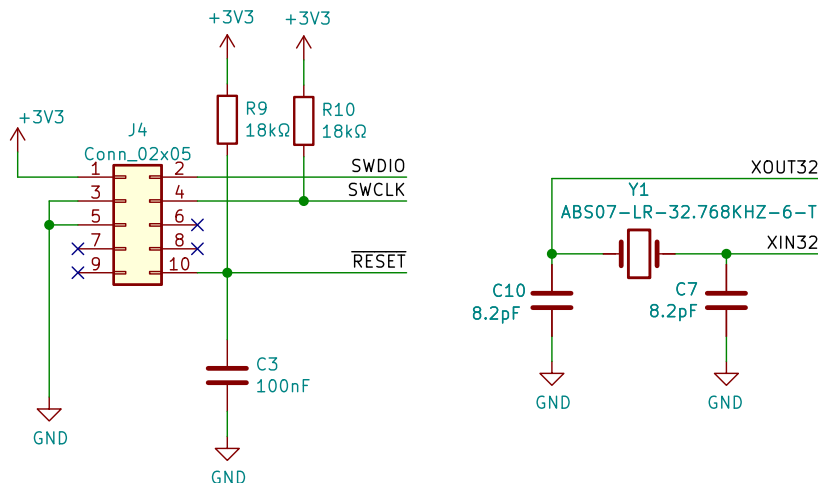 +3V3
+3V3
R9
18kΩ
R10
18kΩ
+3V3
J4
Conn_02x05
1
2
SWDIO
3
4
SWCLK
5
6
7
8
9
10
RESET
C3
100nF
GND
GND
XOUT32
Y1
ABS07-LR-32.768KHZ-6-T
XIN32
C10
8.2pF
C7
8.2pF
GND
GND